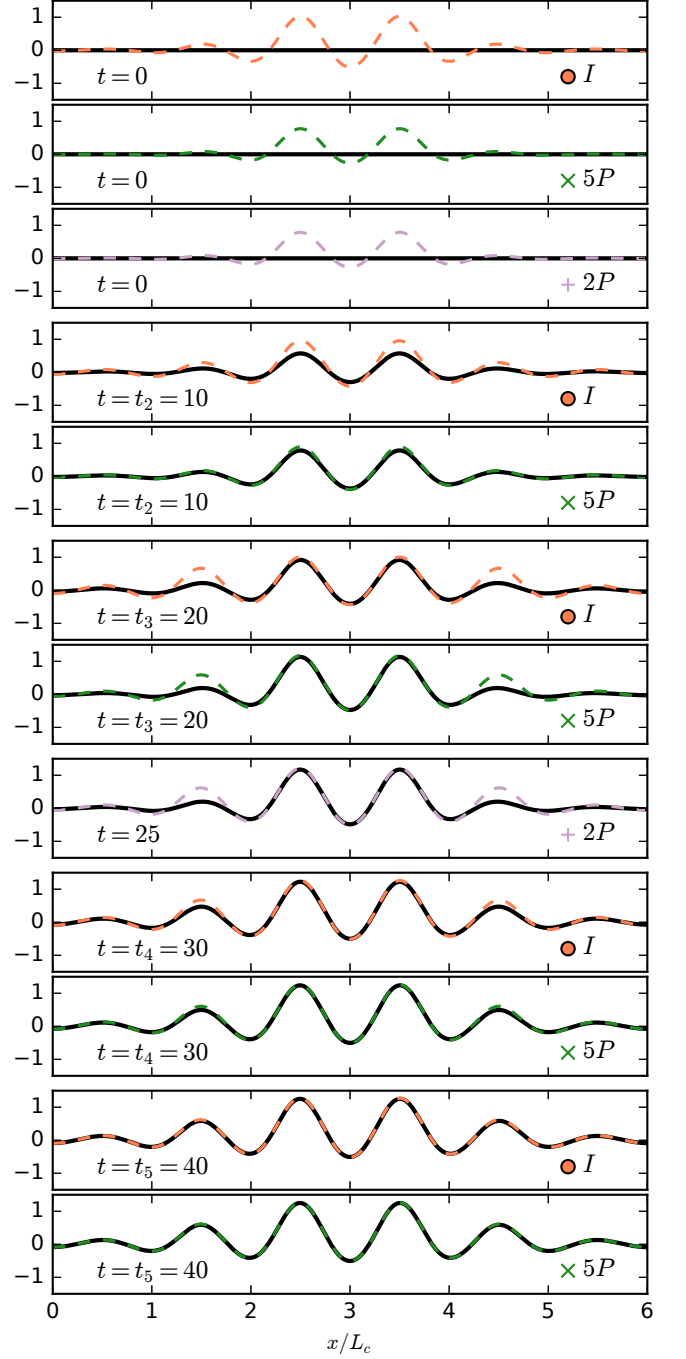 1
0
−1
t = 0
I
1
0
−1
t = 0
5P
1
0
−1
t = 0
2P
1
0
−1
t = t₂ = 10
I
1
0
−1
t = t₂ = 10
5P
1
0
−1
t = t₃ = 20
I
1
0
−1
t = t₃ = 20
5P
1
0
−1
t = 25
2P
1
0
−1
t = t₄ = 30
I
1
0
−1
t = t₄ = 30
5P
1
0
−1
t = t₅ = 40
I
1
0
−1
t = t₅ = 40
5P
0 1 2 3 4 5 6
x/L_c